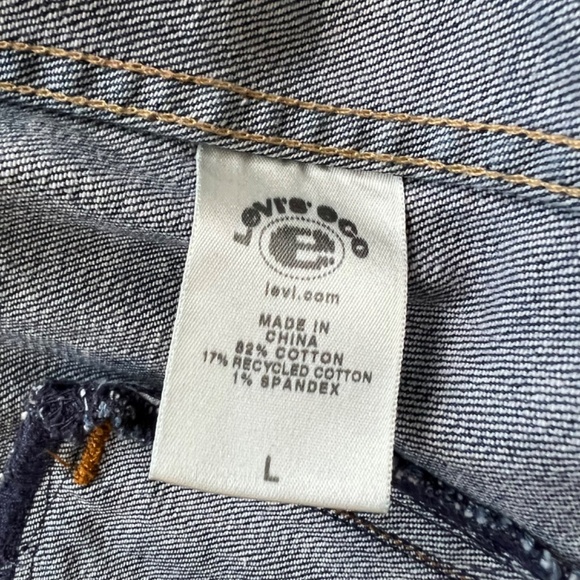 Levi's eco
e
levi.com
MADE IN
CHINA
82% COTTON
17% RECYCLED COTTON
1% SPANDEX
L